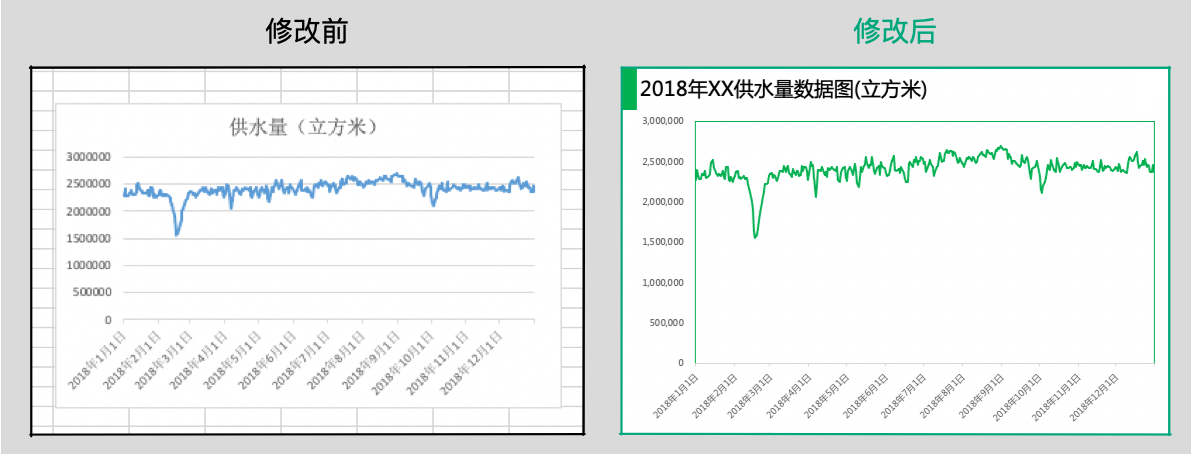 修改前
修改后
供水量（立方米）
3000000
2500000
2000000
1500000
1000000
500000
0
2018年1月1日
2018年2月1日
2018年3月1日
2018年4月1日
2018年5月1日
2018年6月1日
2018年7月1日
2018年8月1日
2018年9月1日
2018年10月1日
2018年11月1日
2018年12月1日
2018年XX供水量数据图(立方米)
3,000,000
2,500,000
2,000,000
1,500,000
1,000,000
500,000
0
2018年1月1日
2018年2月1日
2018年3月1日
2018年4月1日
2018年5月1日
2018年6月1日
2018年7月1日
2018年8月1日
2018年9月1日
2018年10月1日
2018年11月1日
2018年12月1日